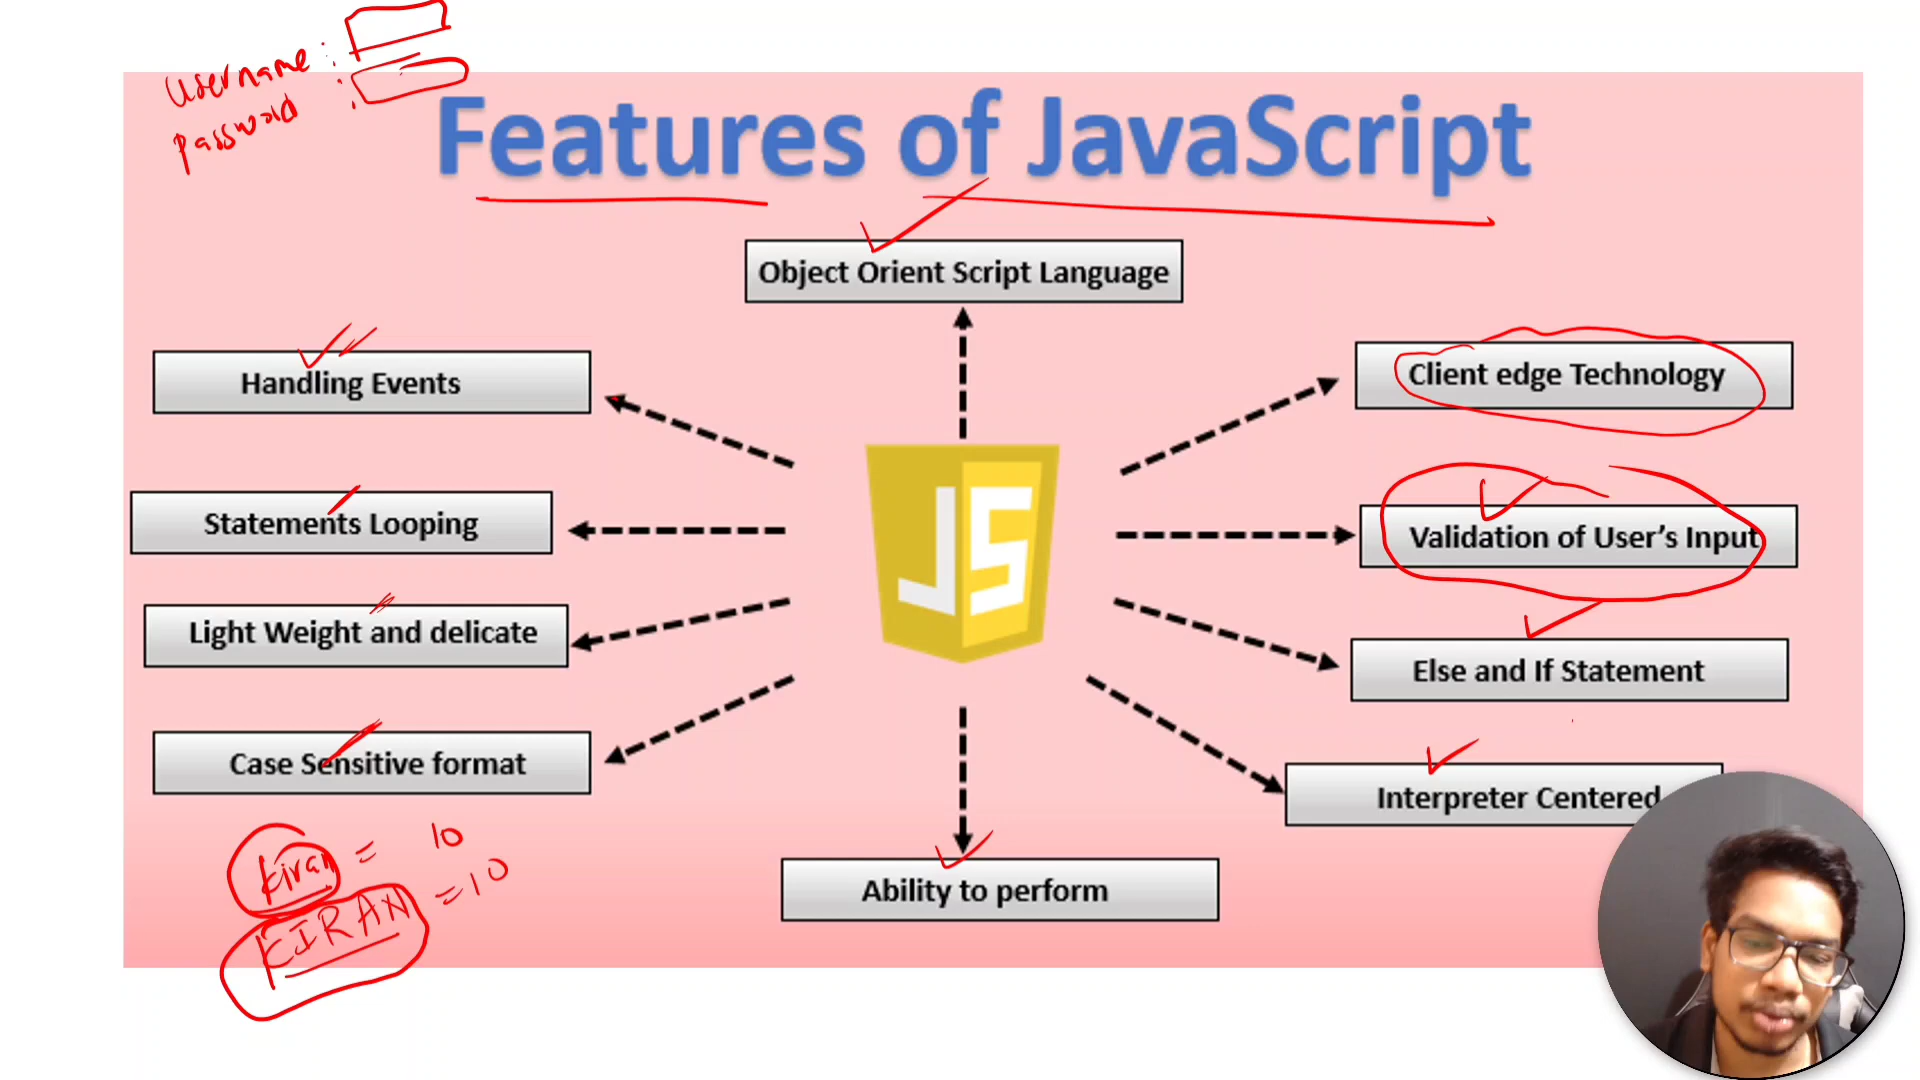 Username :
Password :
Features of JavaScript
Object Orient Script Language
Handling Events
Client edge Technology
Statements Looping
Validation of User's Input
Light Weight and delicate
Else and If Statement
Case Sensitive format
Interpreter Centered
Ability to perform
JS
kiran = 10
KIRAN = 10